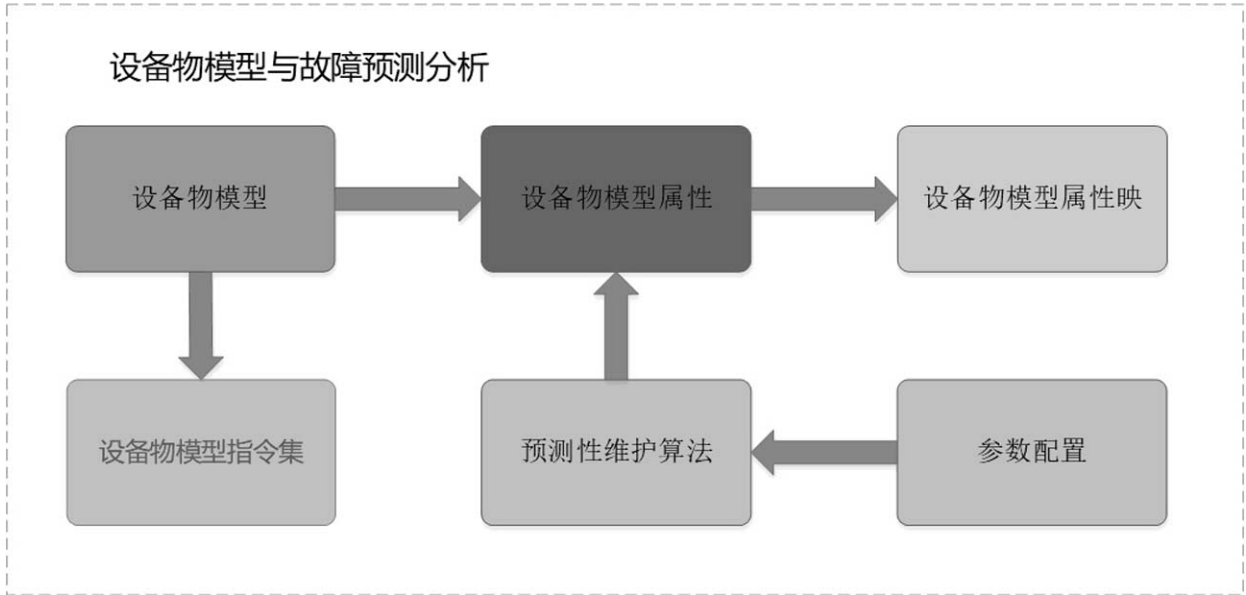 设备物模型与故障预测分析
设备物模型
设备物模型属性
设备物模型属性映
设备物模型指令集
预测性维护算法
参数配置